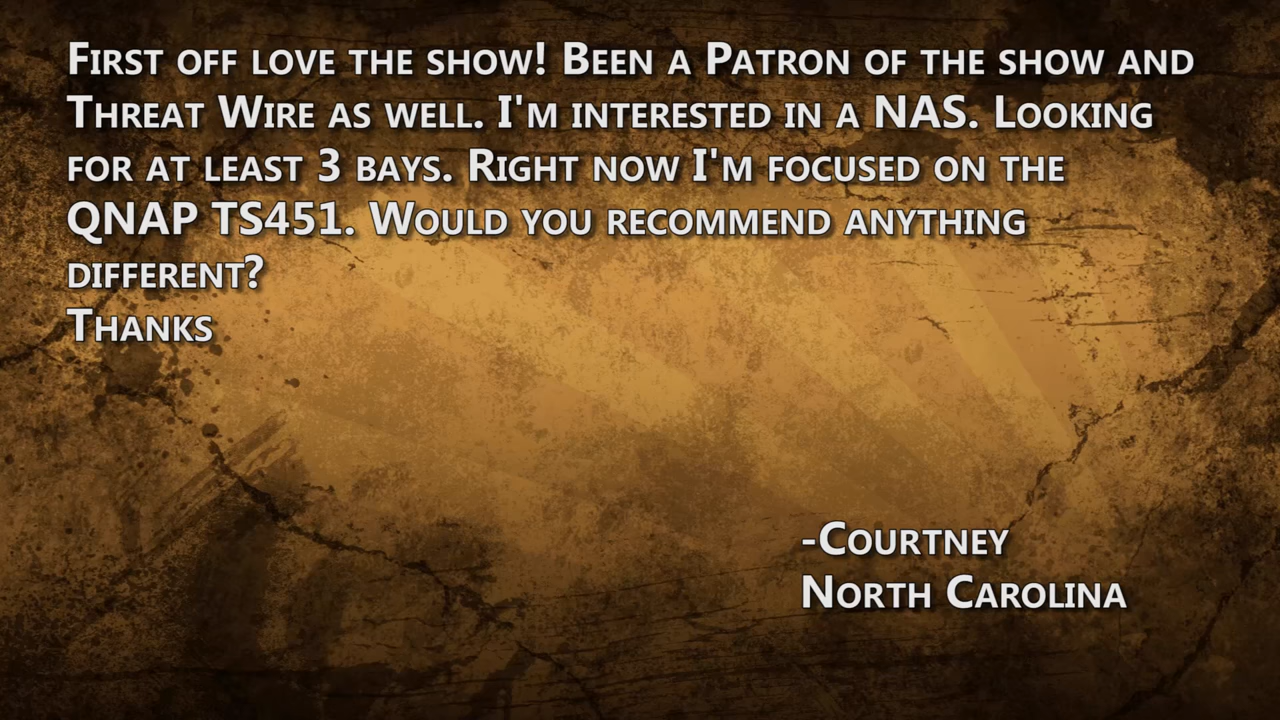 First off love the show! Been a Patron of the show and
Threat Wire as well. I'm interested in a NAS. Looking
for at least 3 bays. Right now I'm focused on the
QNAP TS451. Would you recommend anything
different?
Thanks
-Courtney
North Carolina